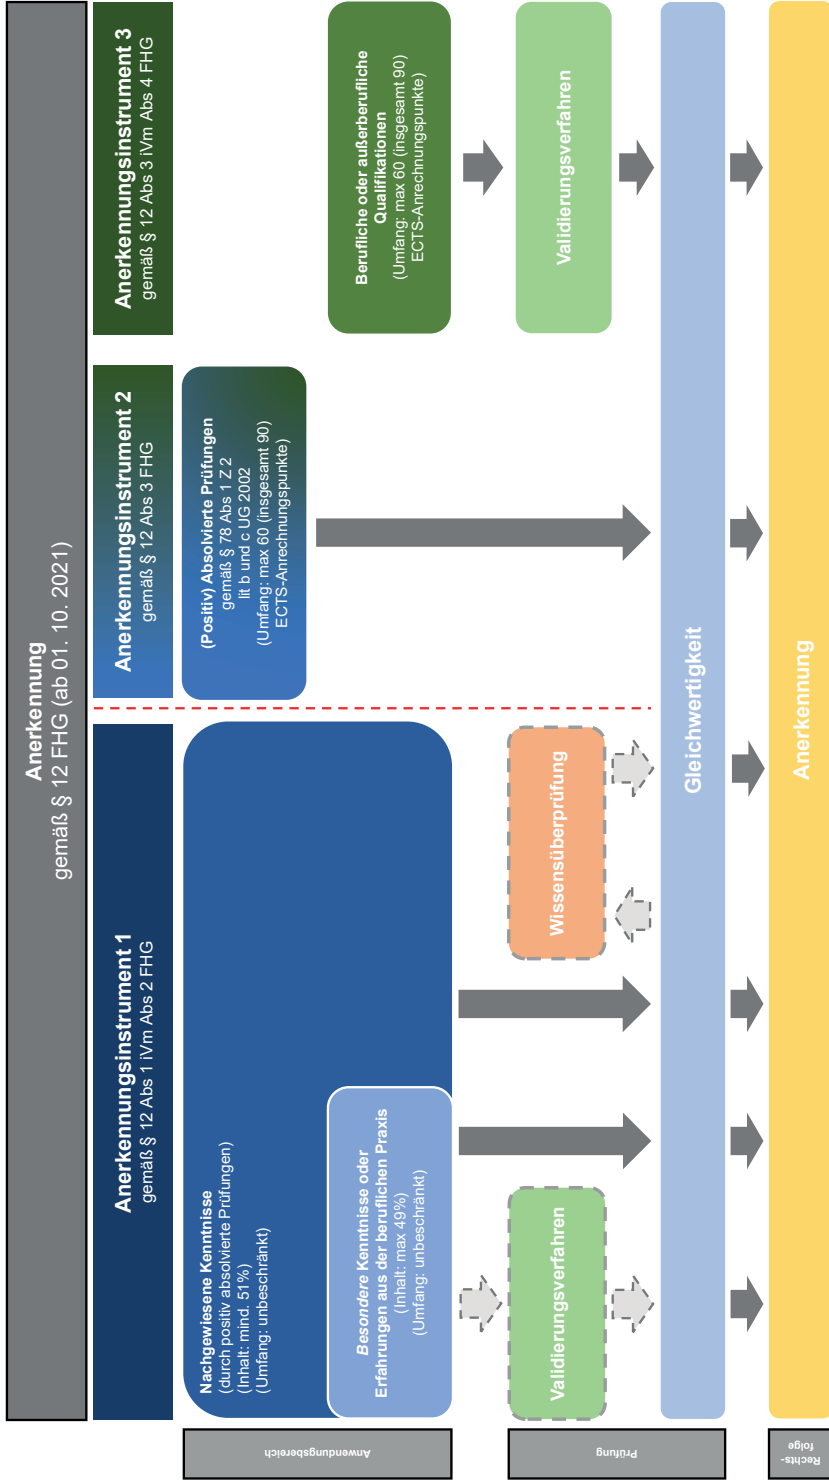 Anerkennung
gemäß § 12 FHG (ab 01. 10. 2021)
Anerkennungsinstrument 1
gemäß § 12 Abs 1 iVm Abs 2 FHG
Anerkennungsinstrument 2
gemäß § 12 Abs 3 FHG
Anerkennungsinstrument 3
gemäß § 12 Abs 3 iVm Abs 4 FHG
Anwendungsbereich
Nachgewiesene Kenntnisse
(durch positiv absolvierte Prüfungen)
(Inhalt: mind. 51%)
(Umfang: unbeschränkt)
Besondere Kenntnisse oder
Erfahrungen aus der beruflichen Praxis
(Inhalt: max 49%)
(Umfang: unbeschränkt)
(Positiv) Absolvierte Prüfungen
gemäß § 78 Abs 1 Z 2
lit b und c UG 2002
(Umfang: max 60 (insgesamt 90)
ECTS-Anrechnungspunkte)
Berufliche oder außerberufliche
Qualifikationen
(Umfang: max 60 (insgesamt 90)
ECTS-Anrechnungspunkte)
Prüfung
Validierungsverfahren
Wissensüberprüfung
Validierungsverfahren
Gleichwertigkeit
Rechts-
folge
Anerkennung